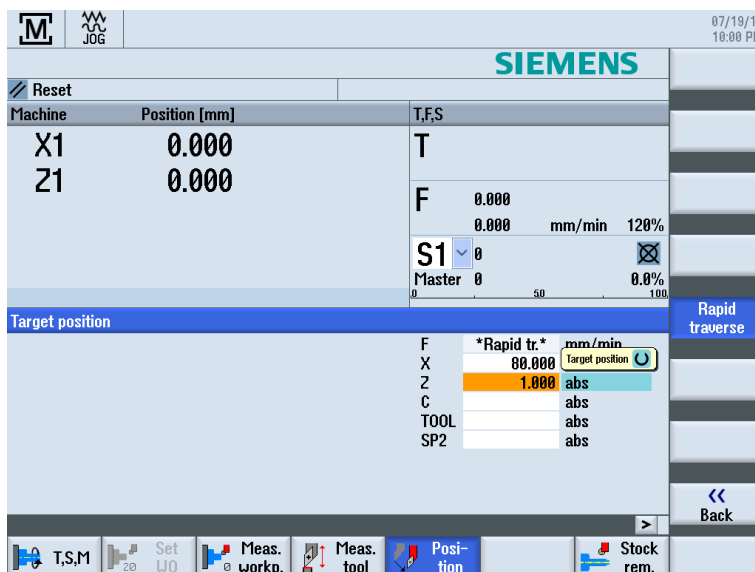 M
JOG
07/19/1
10:00 P
SIEMENS
Reset
Machine Position [mm]
T,F,S
X1 0.000
Z1 0.000
T
F 0.000
0.000 mm/min 120%
S1 0
Master 0 0.0%
0 50 100
Target position
Rapid
traverse
F *Rapid tr.* mm/min
X 80.000
Target position
Z 1.000 abs
C abs
TOOL abs
SP2 abs
<<
Back
>
T,S,M
20
Set
WO
0
Meas.
workp.
Meas.
tool
Posi-
tion
Stock
rem.